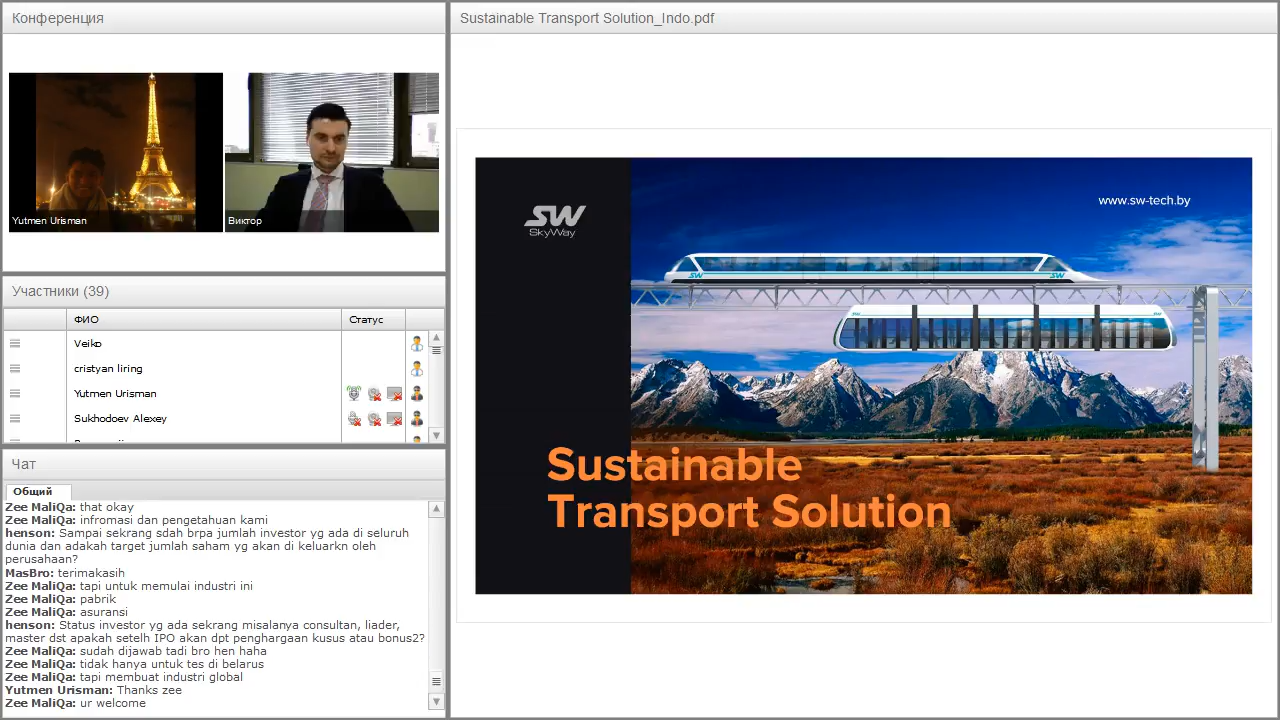 Конференция
Yutmen Urisman
Виктор
Участники (39)
ФИО
Статус
Veiko
cristyan liring
Yutmen Urisman
Sukhodoev Alexey
Чат
Общий
Zee MaliQa: that okay
Zee MaliQa: infromasi dan pengetahuan kami
henson: Sampai sekrang sdah brpa jumlah investor yg ada di seluruh
dunia dan adakah target jumlah saham yg akan di keluarkn oleh
perusahaan?
MasBro: terimakasih
Zee MaliQa: tapi untuk memulai industri ini
Zee MaliQa: pabrik
Zee MaliQa: asuransi
henson: Status investor yg ada sekrang misalanya consultan, liader,
master dst apakah setelh IPO akan dpt penghargaan kusus atau bonus2?
Zee MaliQa: sudah dijawab tadi bro hen haha
Zee MaliQa: tidak hanya untuk tes di belarus
Zee MaliQa: tapi membuat industri global
Yutmen Urisman: Thanks zee
Zee MaliQa: ur welcome
Sustainable Transport Solution_Indo.pdf
SW
SkyWay
www.sw-tech.by
SW
SW
Sustainable
Transport Solution